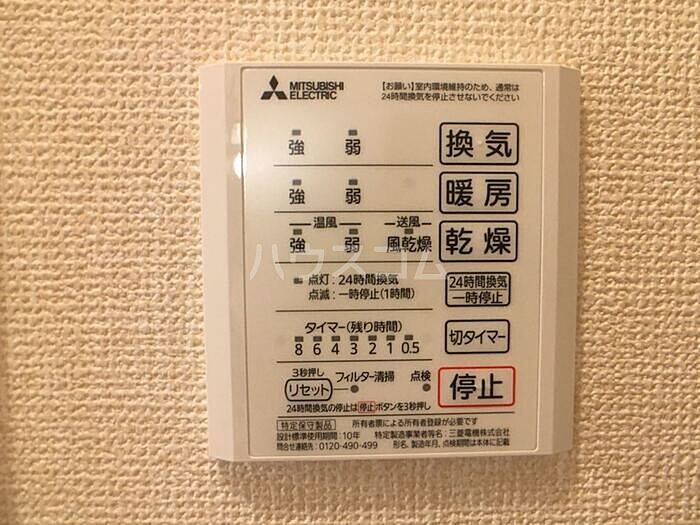 MITSUBISHI
ELECTRIC
【お願い】室内環境維持のため、通常は
24時間換気を停止させないでください
強 弱 換気
強 弱 暖房
温風 送風
強 弱 風乾燥 乾燥
点灯:24時間換気
点滅:一時停止(1時間)
24時間換気
一時停止
タイマー(残り時間)
8 6 4 3 2 1 0.5
切タイマー
3秒押し
リセット フィルター清掃 点検 停止
24時間換気の停止は停止ボタンを3秒押し
特定保守製品 所有者票による所有者登録が必要です
設計標準使用期間:10年 特定製造事業者等名:三菱電機株式会社
問合せ連絡先:0120-490-499 形名、製造年月、点検期間は本体に記載
ハウスコム